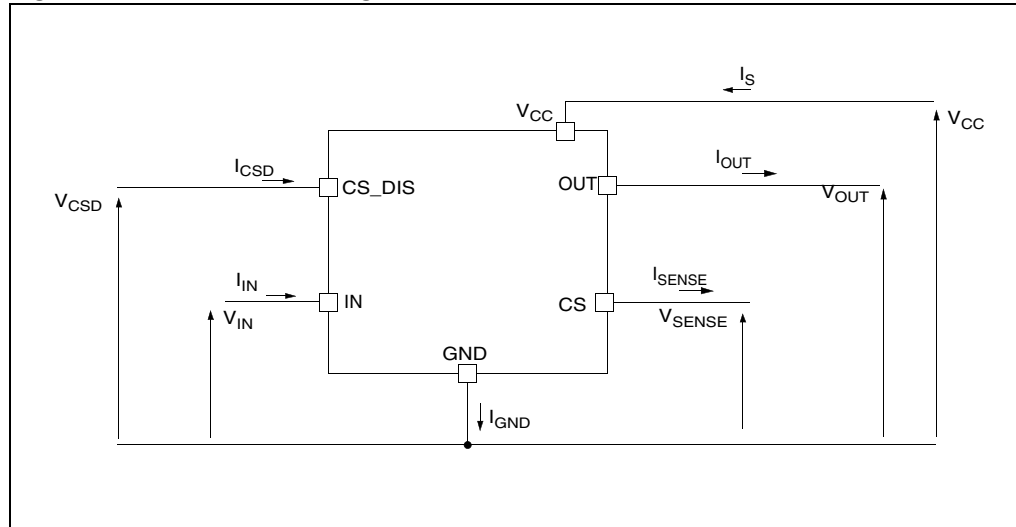 I_S
V_CC
V_CC
I_CSD
I_OUT
CS_DIS
OUT
V_CSD
V_OUT
I_IN
I_SENSE
IN
CS
V_IN
V_SENSE
GND
I_GND